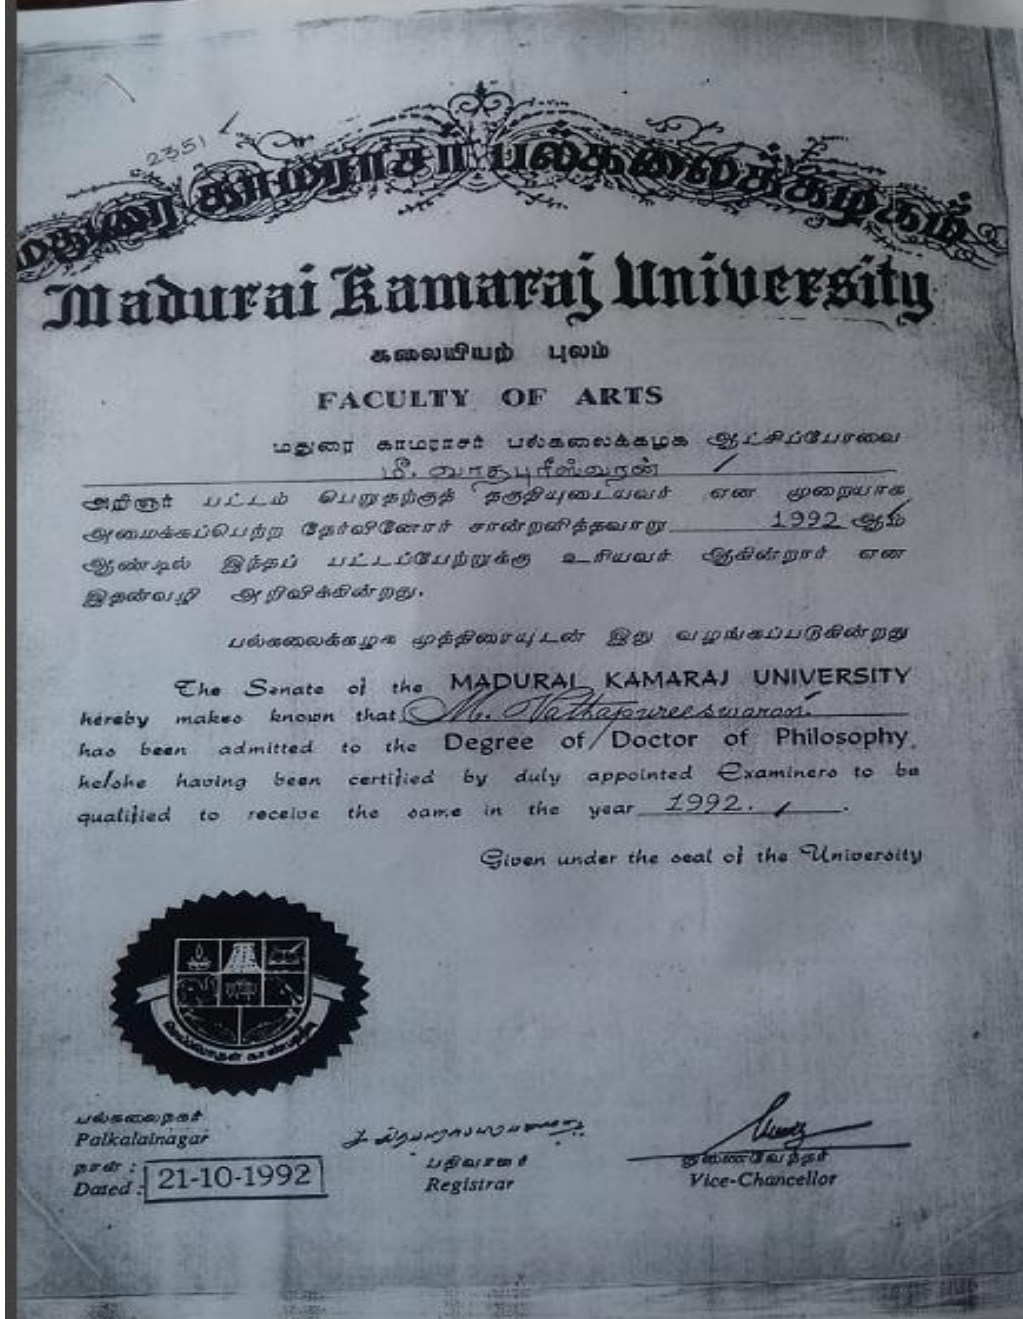 2351
மதுரை காமராசர் பல்கலைக்கழகம்
Madurai Kamaraj University
கலையியற் புலம்
FACULTY OF ARTS
மதுரை காமராசர் பல்கலைக்கழக ஆட்சிப்பேரவை
மீ. வாதபுரீஸ்வரன்
அறிஞர் பட்டம் பெறுதற்குத் தகுதியுடையவர் என முறையாக
அமைக்கப்பெற்ற தேர்வினோர் சான்றளித்தவாறு 1992 ஆம்
ஆண்டில் இந்தப் பட்டப்பேற்றுக்கு உரியவர் ஆகின்றார் என
இதன்வழி அறிவிக்கின்றது.
பல்கலைக்கழக முத்திரையுடன் இது வழங்கப்படுகின்றது
The Senate of the MADURAI KAMARAJ UNIVERSITY
hereby makes known that M. Vathapureeswaran
has been admitted to the Degree of Doctor of Philosophy,
he/she having been certified by duly appointed Examiners to be
qualified to receive the same in the year 1992.
Given under the seal of the University
பல்கலைநகர்
Palkalainagar
நாள் :
Dated : 21-10-1992
பதிவாளர்
Registrar
துணைவேந்தர்
Vice-Chancellor